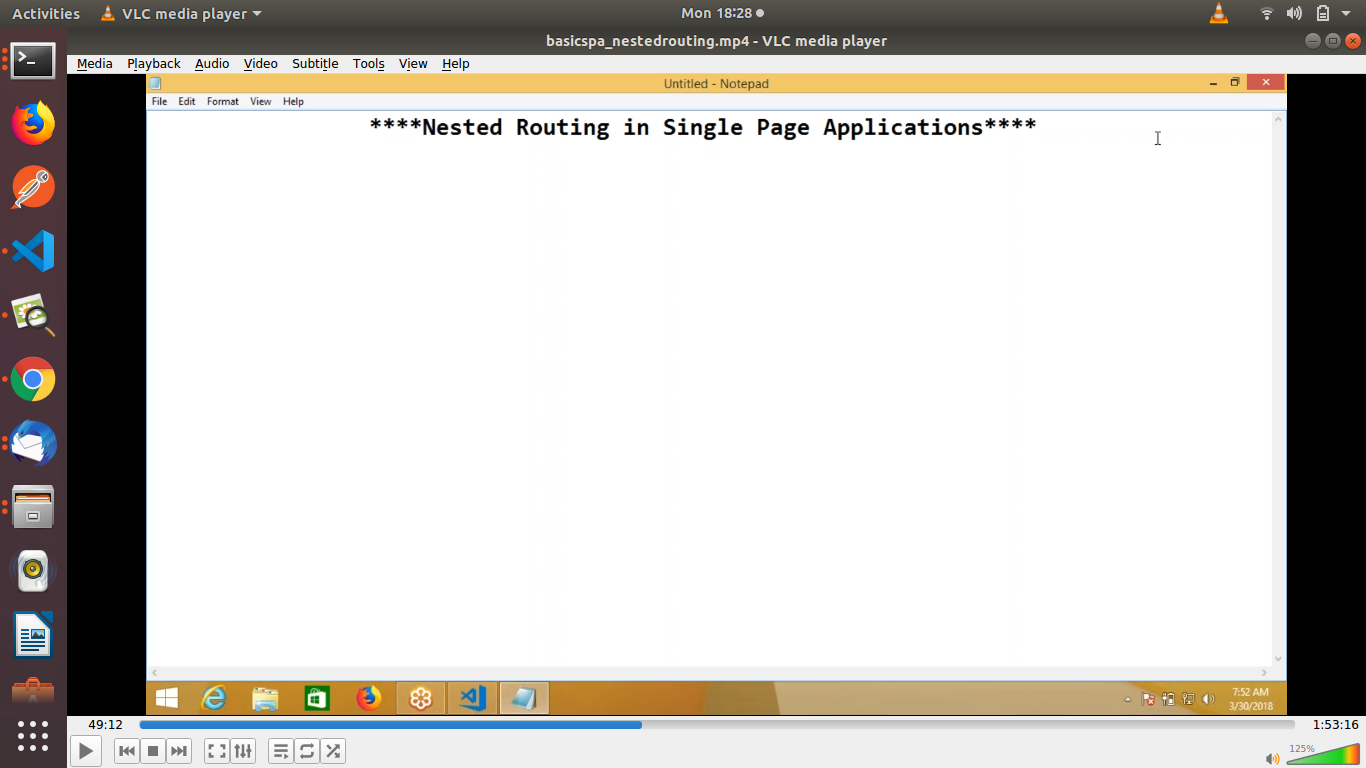 Activities VLC media player Mon 18:28
basicspa_nestedrouting.mp4 - VLC media player
Media Playback Audio Video Subtitle Tools View Help
Untitled - Notepad
File Edit Format View Help
****Nested Routing in Single Page Applications****
7:52 AM
3/30/2018
49:12 1:53:16
125%